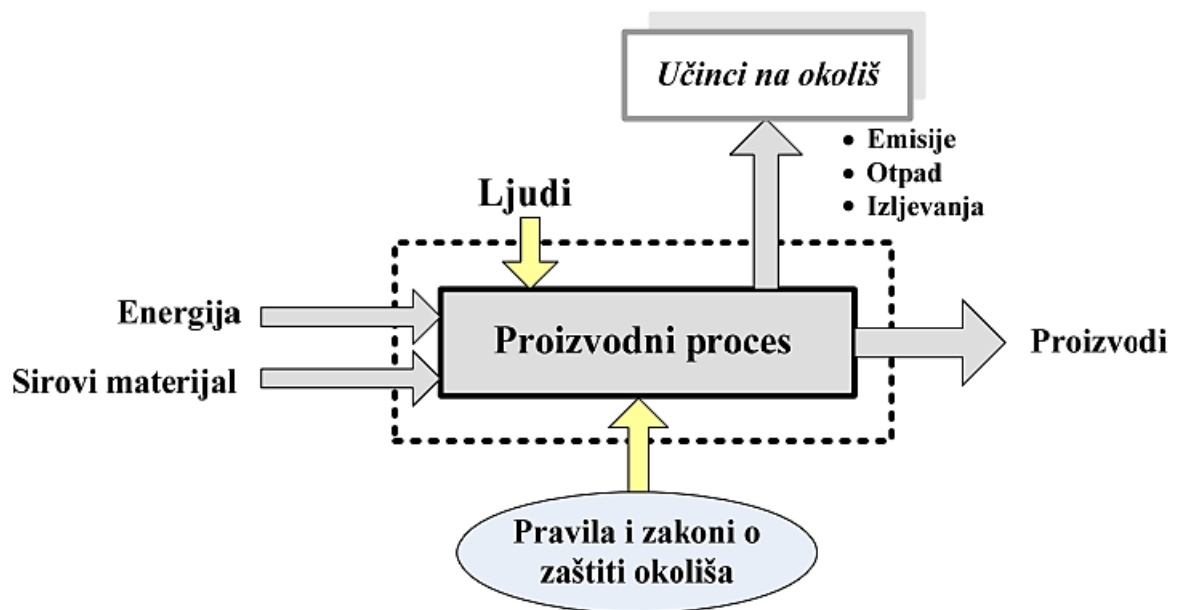 Učinci na okoliš
• Emisije
• Otpad
• Izljevanja
Ljudi
Energija
Sirovi materijal
Proizvodni proces
Proizvodi
Pravila i zakoni o
zaštiti okoliša